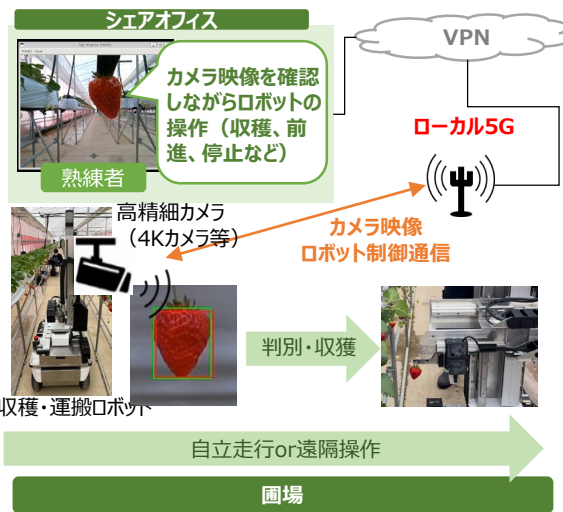 シェアオフィス
カメラ映像を確認
しながらロボットの
操作（収穫、前
進、停止など）
熟練者
VPN
ローカル5G
高精細カメラ
（4Kカメラ等）
カメラ映像
ロボット制御通信
判別・収獲
収穫・運搬ロボット
自立走行or遠隔操作
圃場